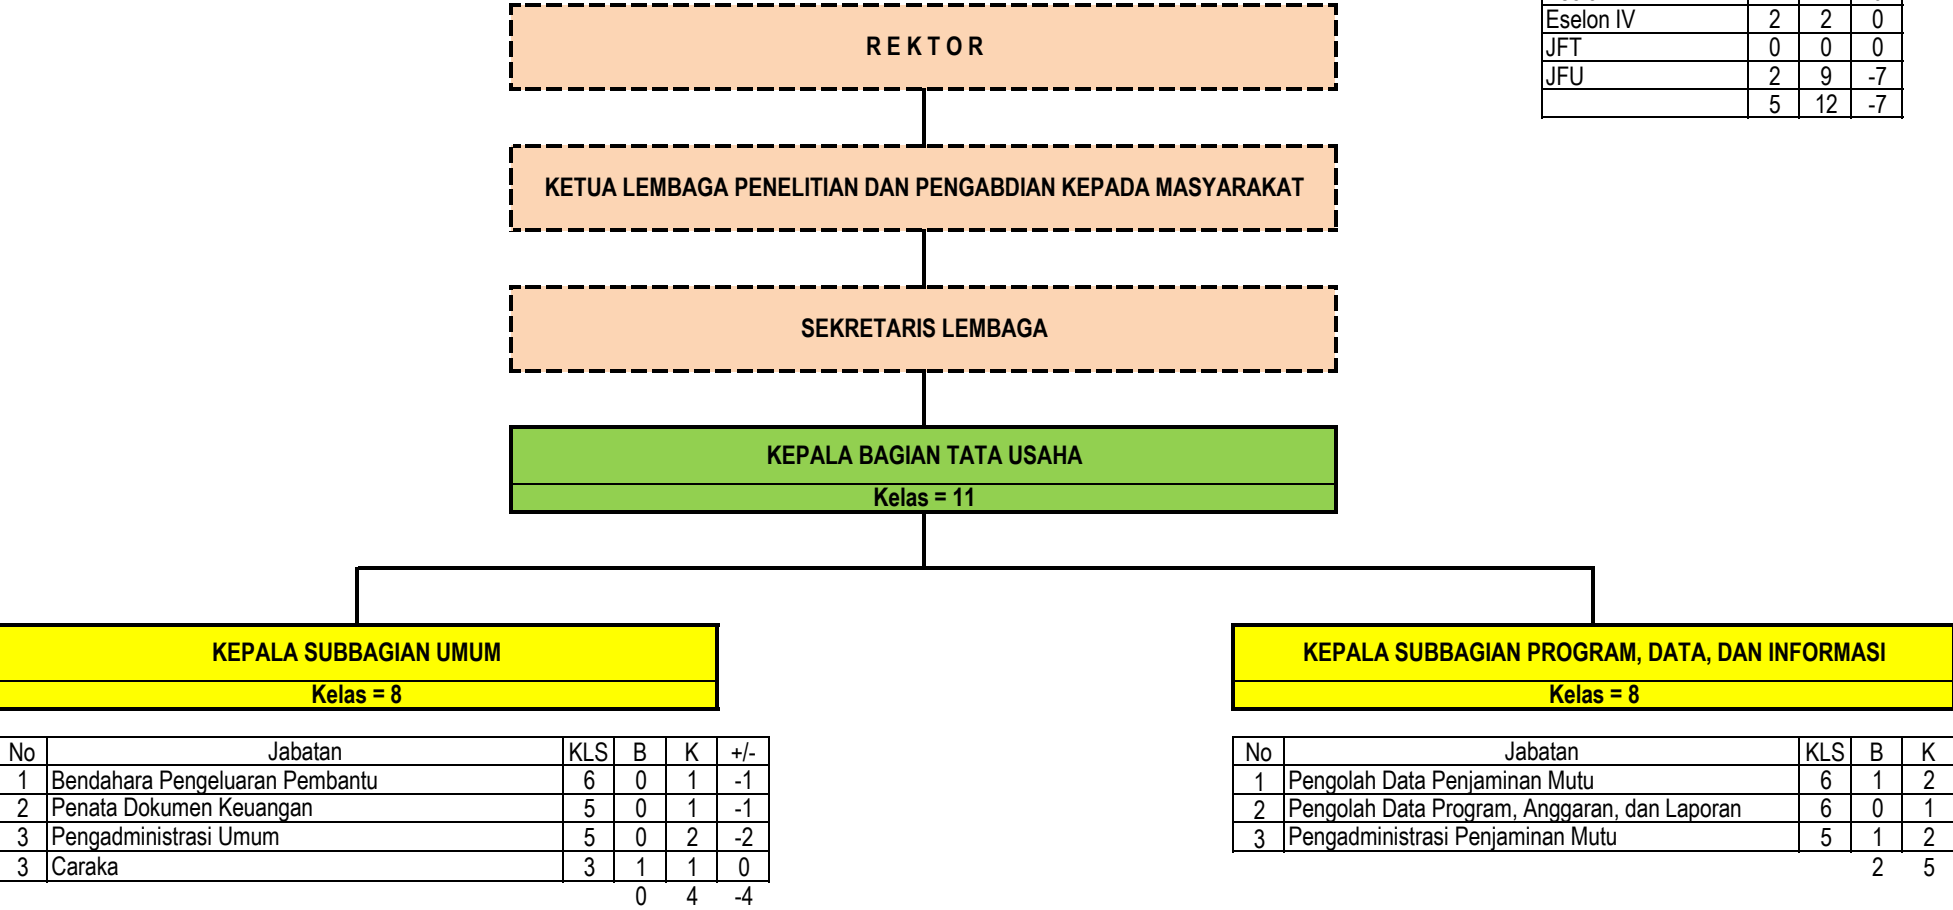 R E K T O R
Eselon IV 2 2 0
JFT 0 0 0
JFU 2 9 -7
5 12 -7
KETUA LEMBAGA PENELITIAN DAN PENGABDIAN KEPADA MASYARAKAT
SEKRETARIS LEMBAGA
KEPALA BAGIAN TATA USAHA
Kelas = 11
KEPALA SUBBAGIAN UMUM
Kelas = 8
No Jabatan KLS B K +/-
1 Bendahara Pengeluaran Pembantu 6 0 1 -1
2 Penata Dokumen Keuangan 5 0 1 -1
3 Pengadministrasi Umum 5 0 2 -2
3 Caraka 3 1 1 0
0 4 -4
KEPALA SUBBAGIAN PROGRAM, DATA, DAN INFORMASI
Kelas = 8
No Jabatan KLS B K
1 Pengolah Data Penjaminan Mutu 6 1 2
2 Pengolah Data Program, Anggaran, dan Laporan 6 0 1
3 Pengadministrasi Penjaminan Mutu 5 1 2
2 5